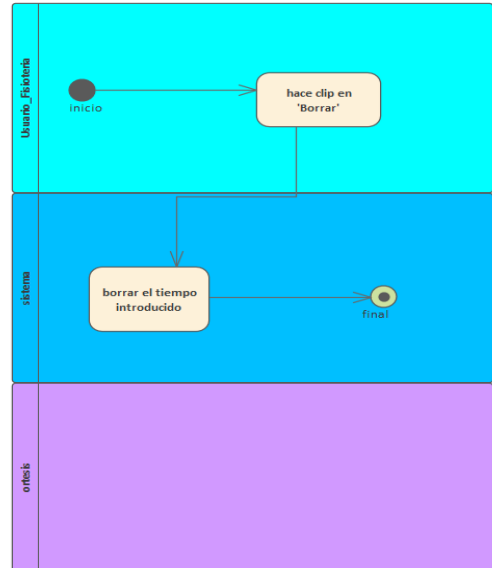 Usuario_Fisioteria
inicio
hace clip en
'Borrar'
sistema
borrar el tiempo
introducido
final
ortesis